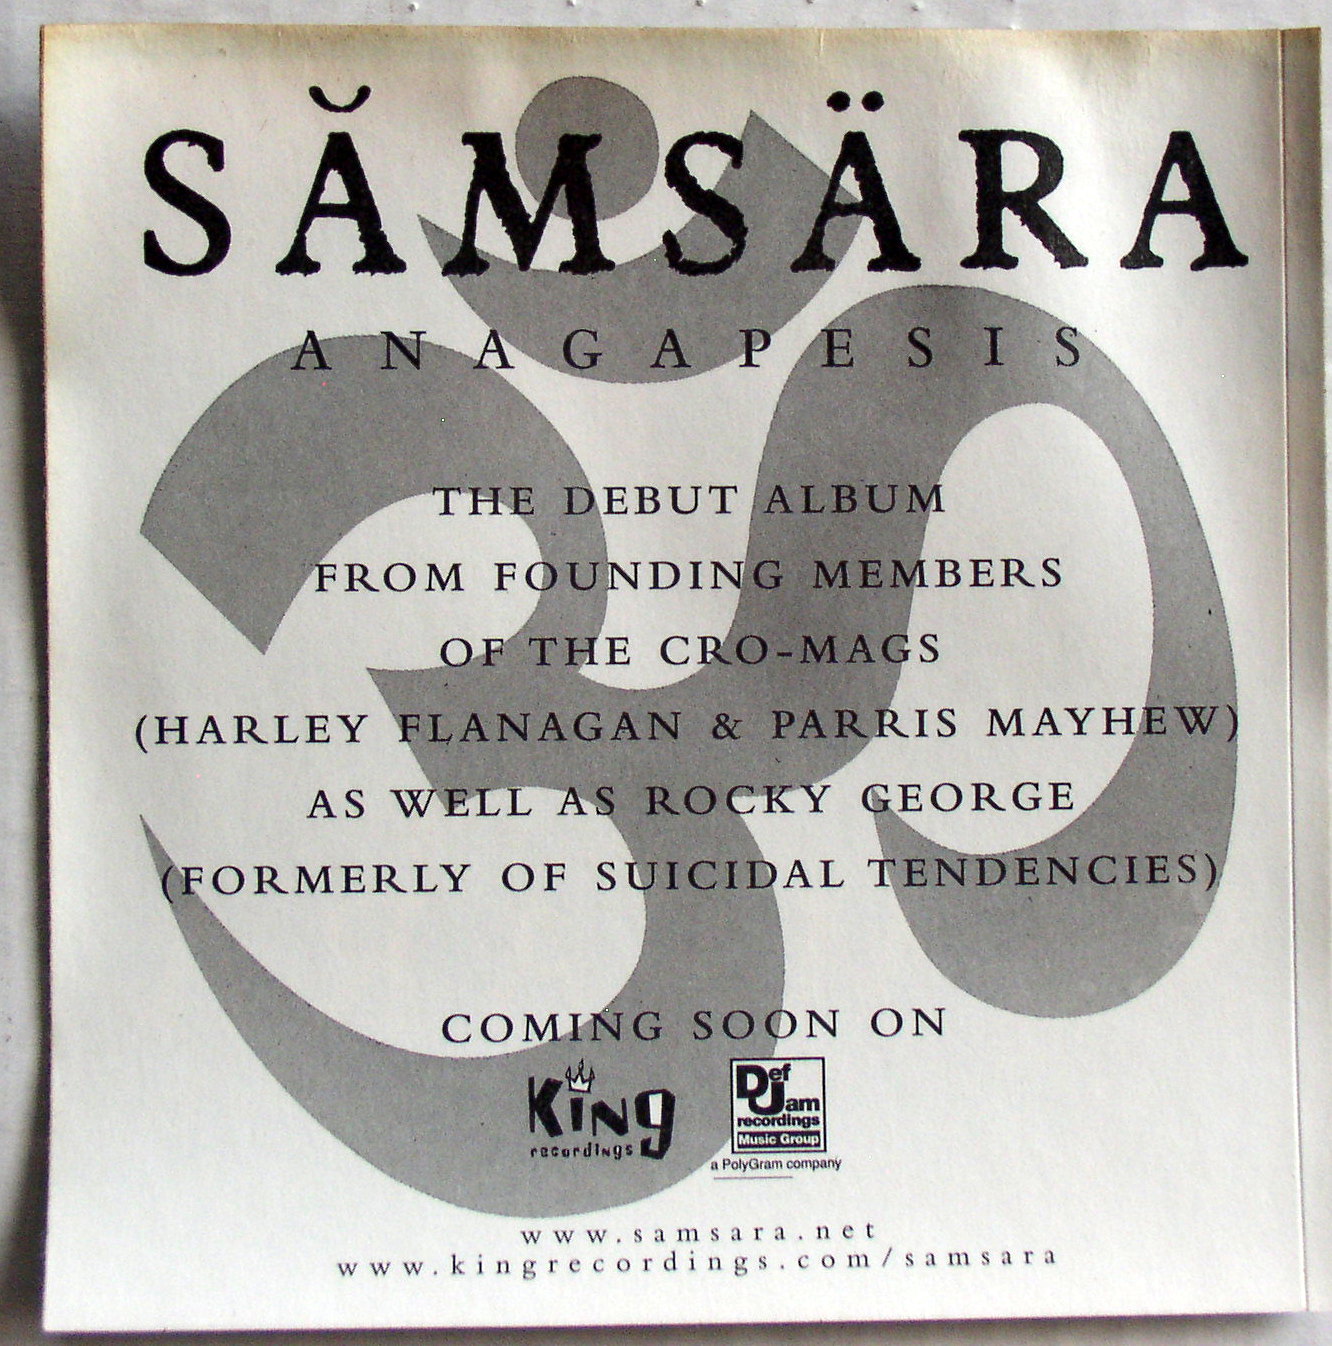 SĂMSÄRA
ANAGAPESIS
THE DEBUT ALBUM
FROM FOUNDING MEMBERS
OF THE CRO-MAGS
(HARLEY FLANAGAN & PARRIS MAYHEW)
AS WELL AS ROCKY GEORGE
(FORMERLY OF SUICIDAL TENDENCIES)
COMING SOON ON
King
recordings
Def
Jam
recordings
Music Group
a PolyGram company
www.samsara.net
www.kingrecordings.com/samsara